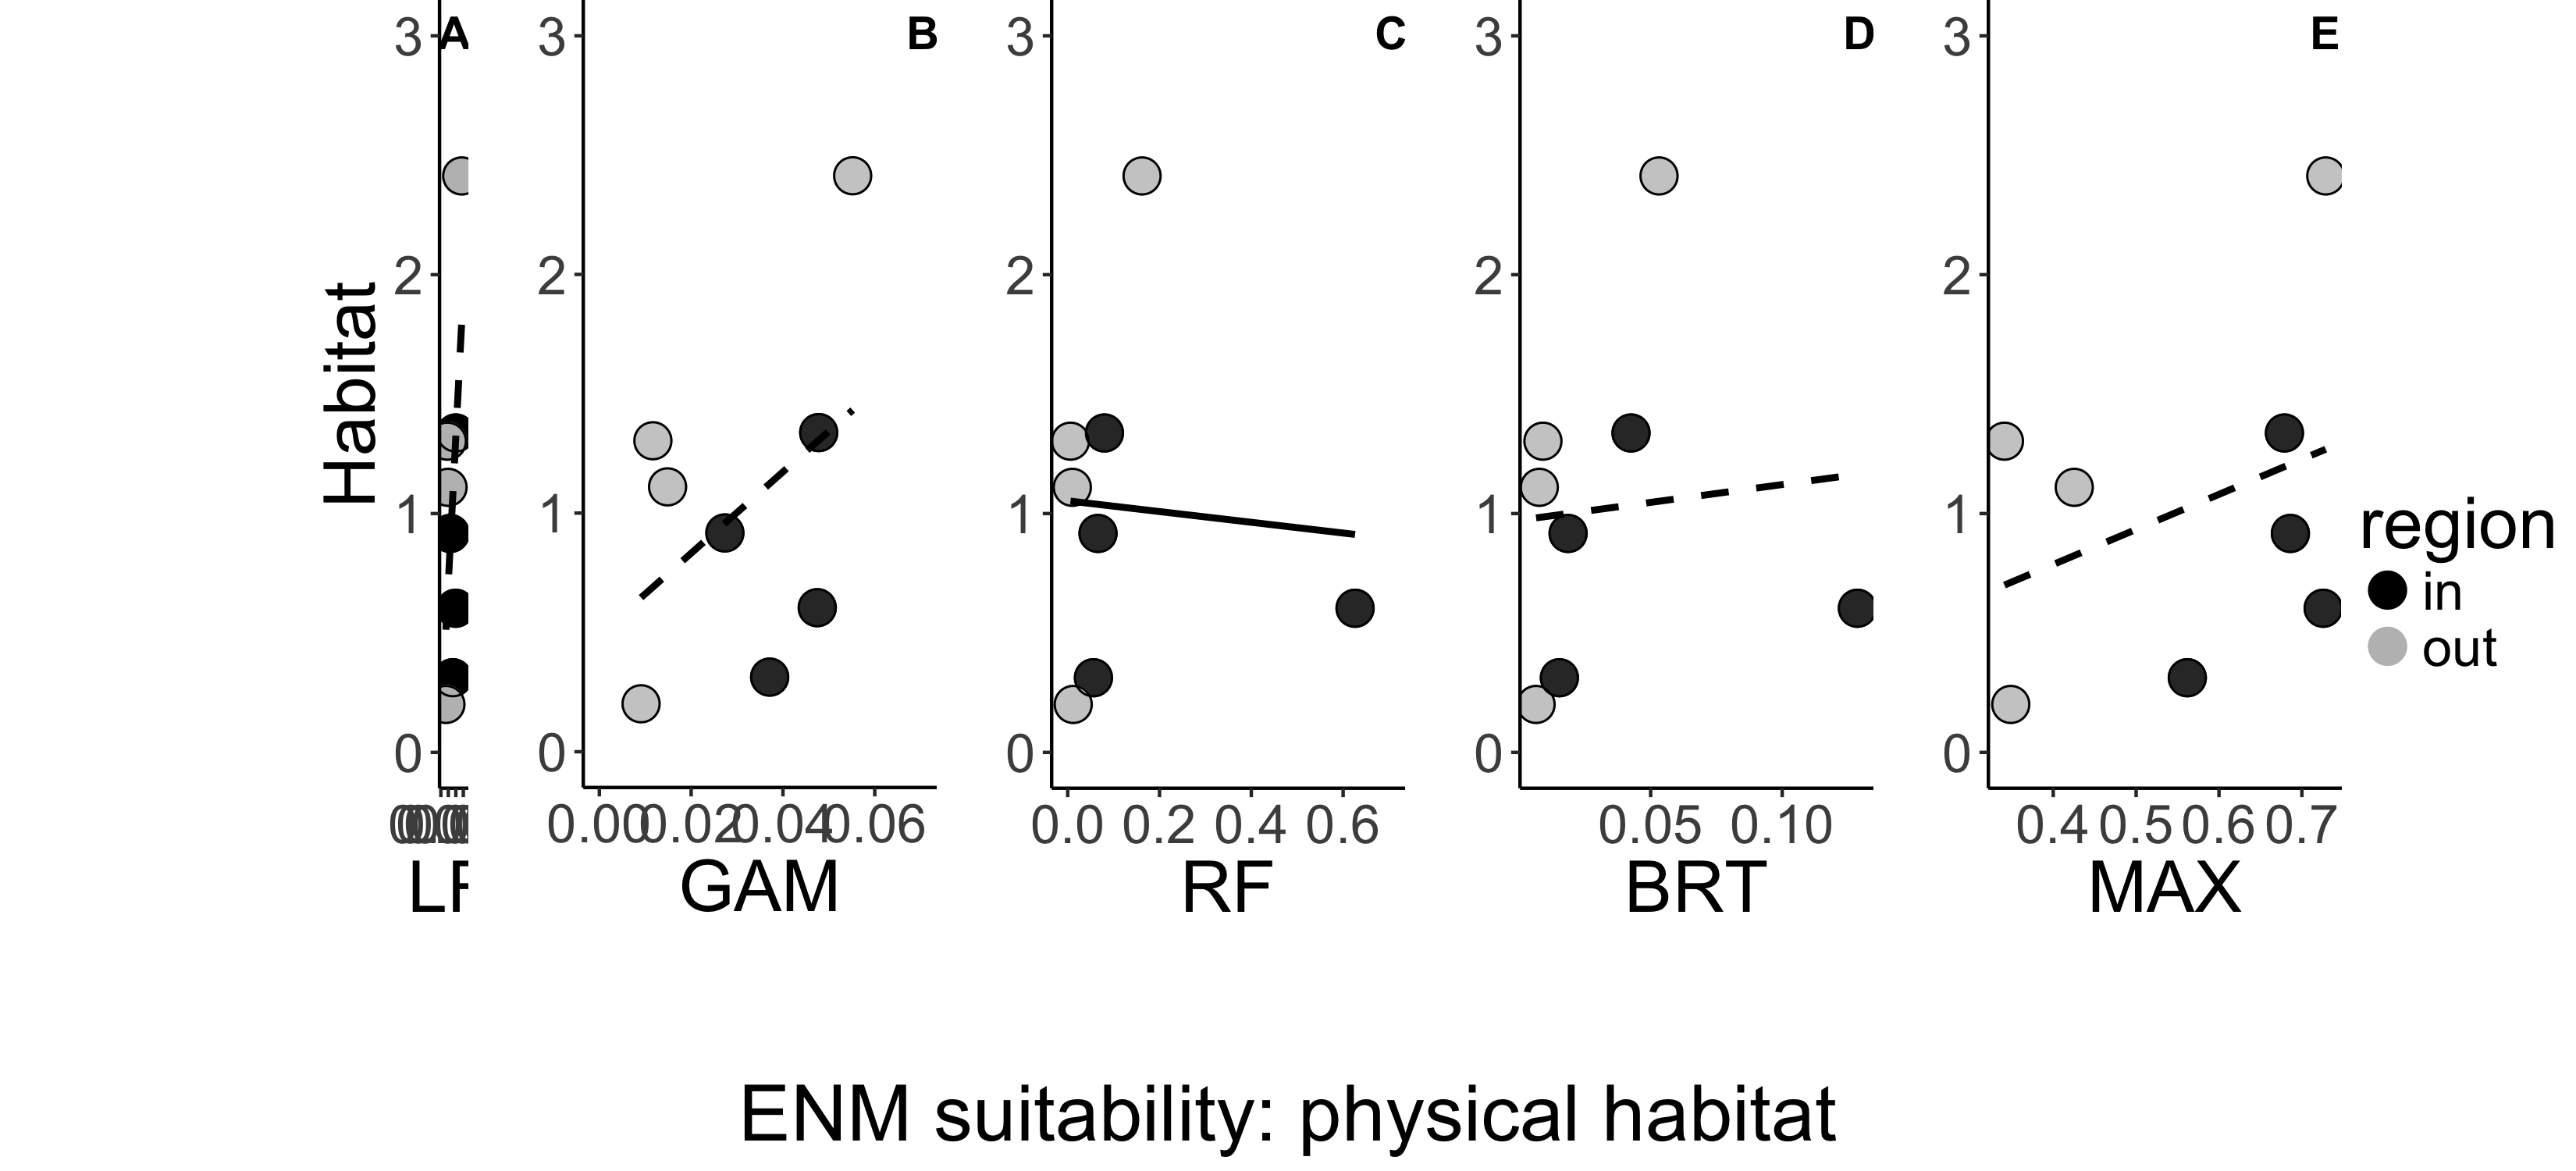 A
B
C
D
E
3
2
1
0
3
2
1
0
3
2
1
0
3
2
1
0
3
2
1
0
Habitat
0.00 0.02 0.04 0.06
0.0 0.2 0.4 0.6
0.05 0.10
0.4 0.5 0.6 0.7
GAM
RF
BRT
MAX
region
in
out
ENM suitability: physical habitat